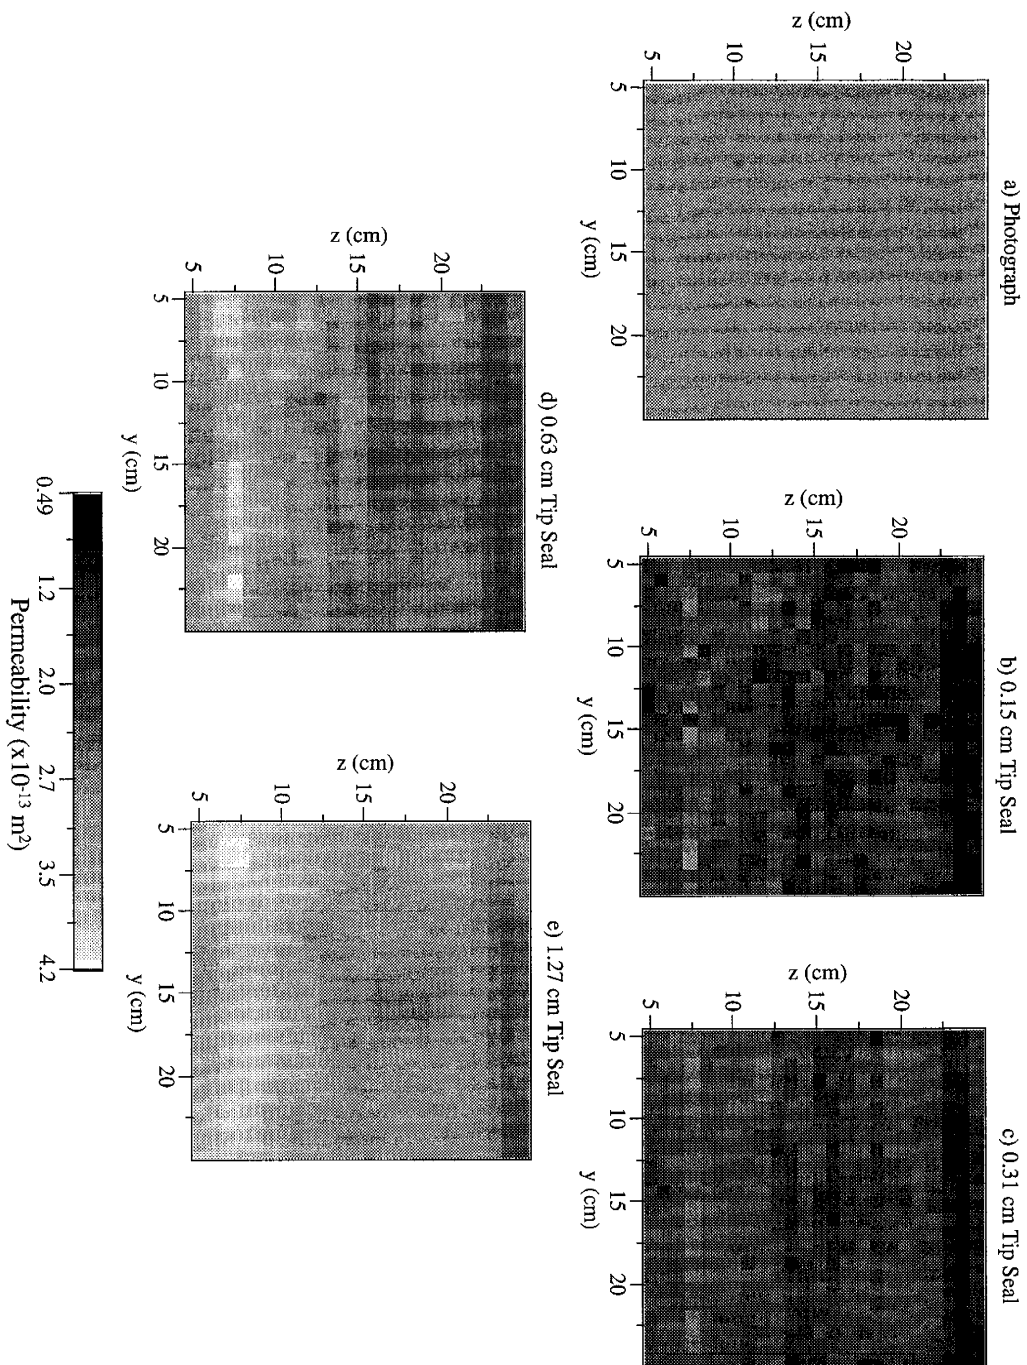 a) Photograph
z (cm)
20
15
10
5
5
10
15
20
y (cm)
b) 0.15 cm Tip Seal
z (cm)
20
15
10
5
5
10
15
20
y (cm)
c) 0.31 cm Tip Seal
z (cm)
20
15
10
5
5
10
15
20
y (cm)
d) 0.63 cm Tip Seal
z (cm)
20
15
10
5
5
10
15
20
y (cm)
e) 1.27 cm Tip Seal
z (cm)
20
15
10
5
5
10
15
20
y (cm)
0.49 1.2 2.0 2.7 3.5 4.2
Permeability (x10⁻¹³ m²)